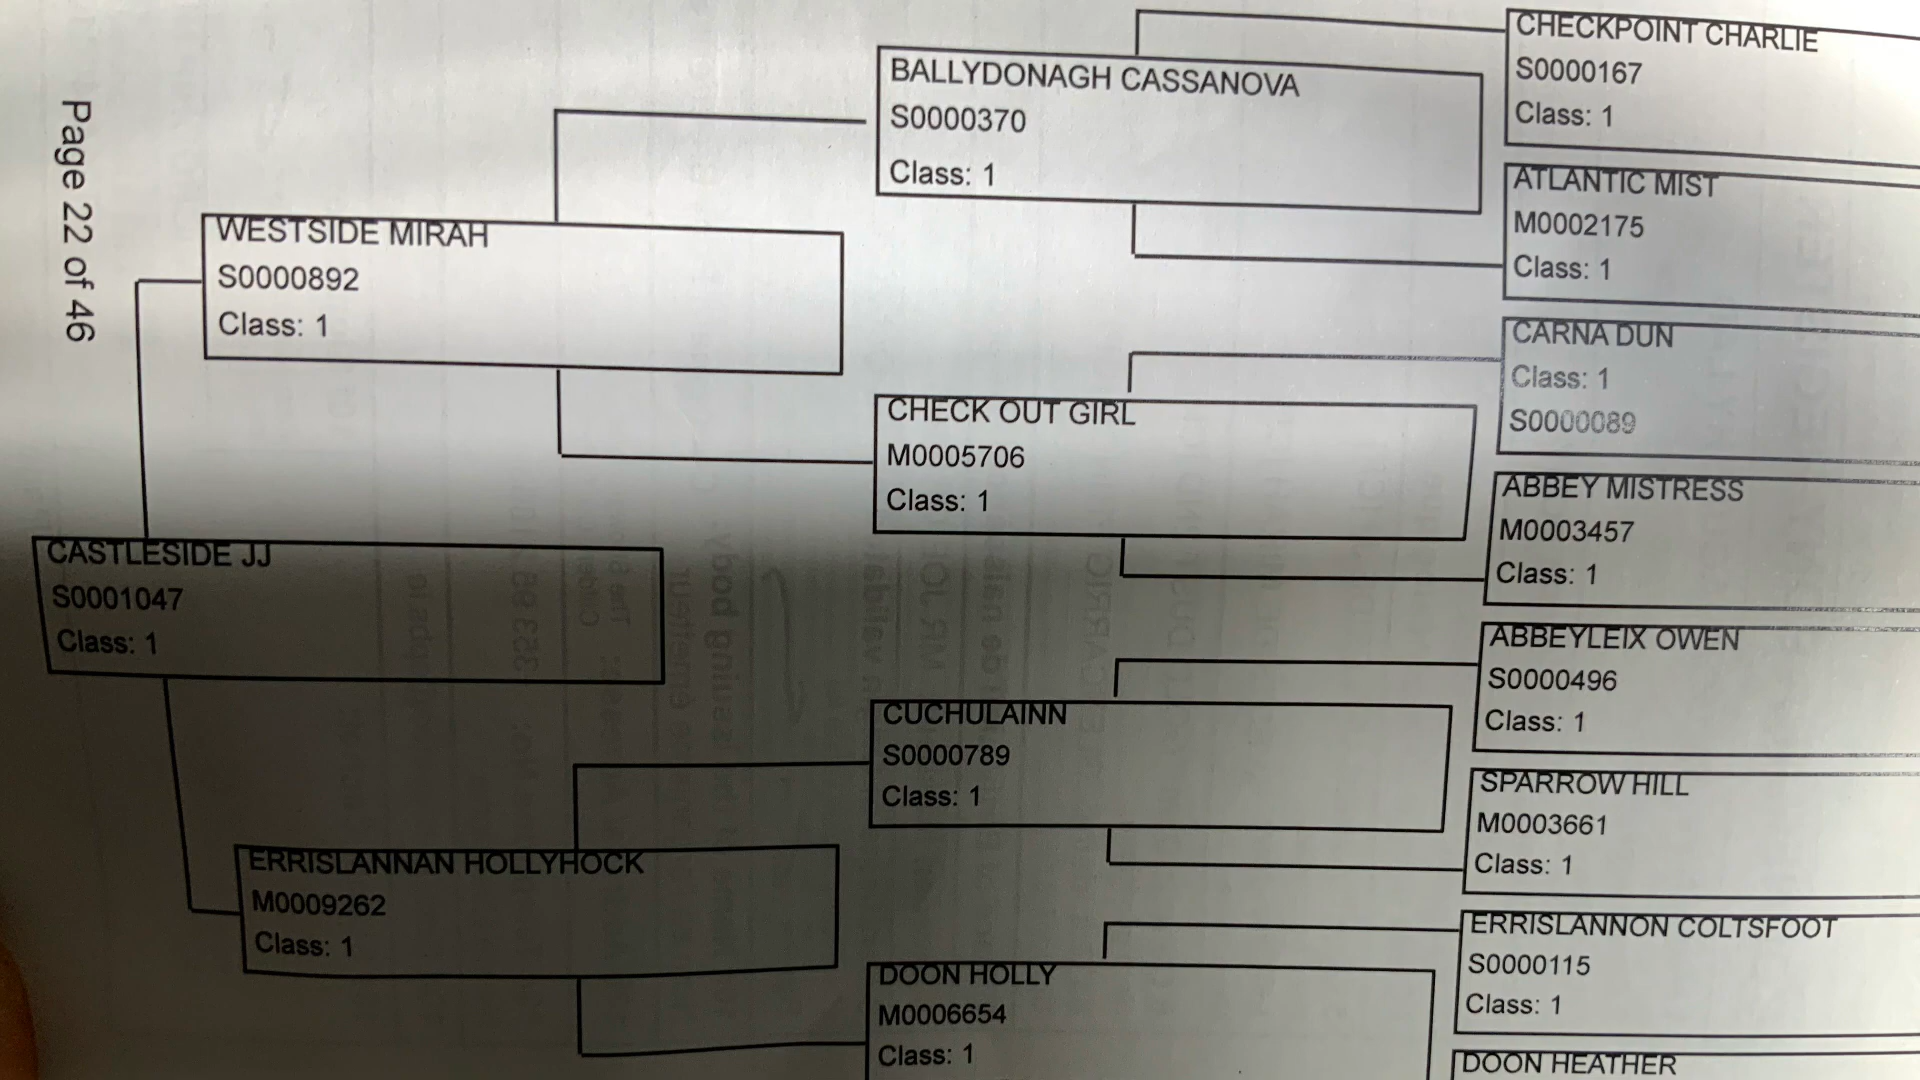 Page 22 of 46
CASTLESIDE JJ
S0001047
Class: 1
WESTSIDE MIRAH
S0000892
Class: 1
ERRISLANNAN HOLLYHOCK
M0009262
Class: 1
BALLYDONAGH CASSANOVA
S0000370
Class: 1
CHECK OUT GIRL
M0005706
Class: 1
CUCHULAINN
S0000789
Class: 1
DOON HOLLY
M0006654
Class: 1
CHECKPOINT CHARLIE
S0000167
Class: 1
ATLANTIC MIST
M0002175
Class: 1
CARNA DUN
Class: 1
S0000089
ABBEY MISTRESS
M0003457
Class: 1
ABBEYLEIX OWEN
S0000496
Class: 1
SPARROW HILL
M0003661
Class: 1
ERRISLANNON COLTSFOOT
S0000115
Class: 1
DOON HEATHER